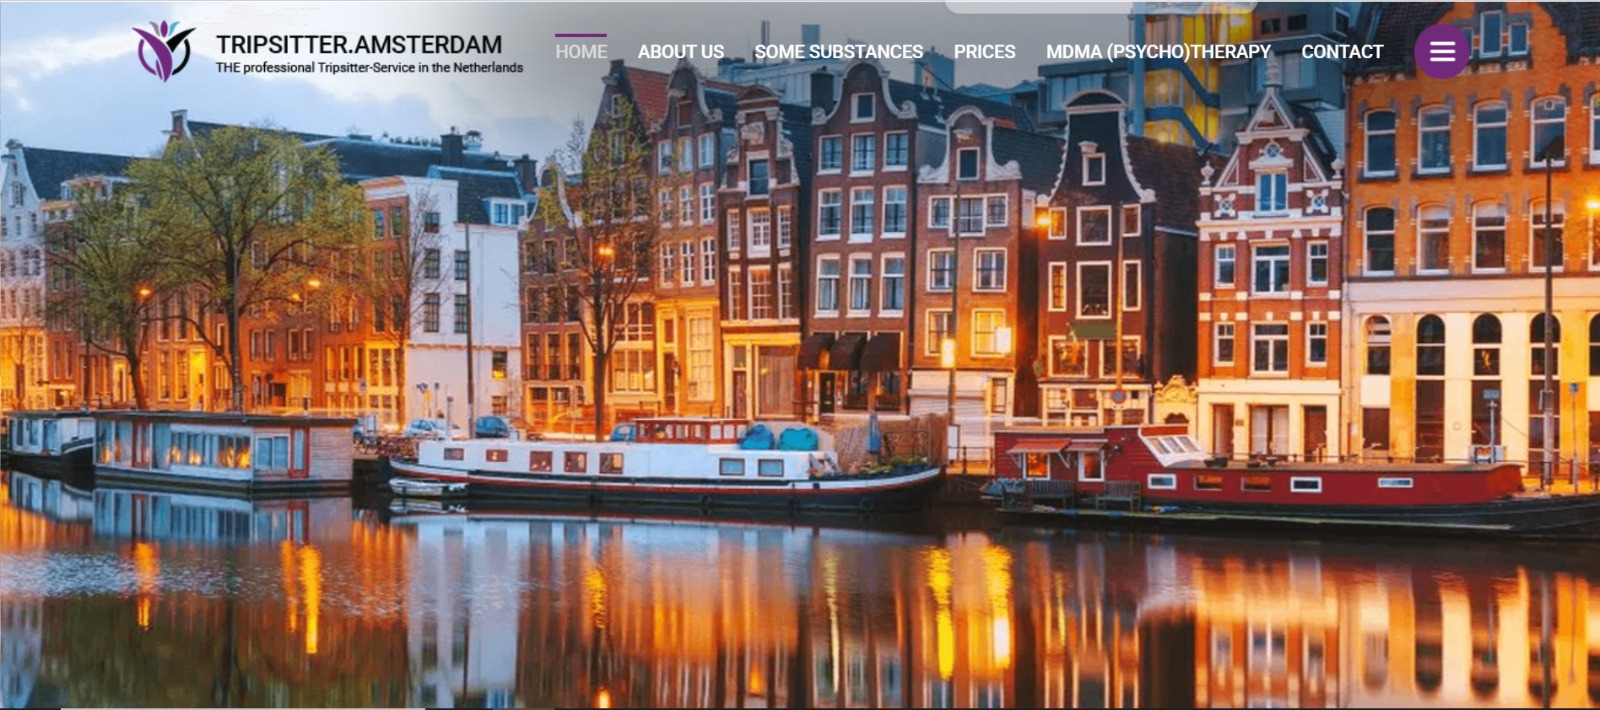 TRIPSITTER.AMSTERDAM
THE professional Tripsitter-Service in the Netherlands
HOME ABOUT US SOME SUBSTANCES PRICES MDMA (PSYCHO)THERAPY CONTACT